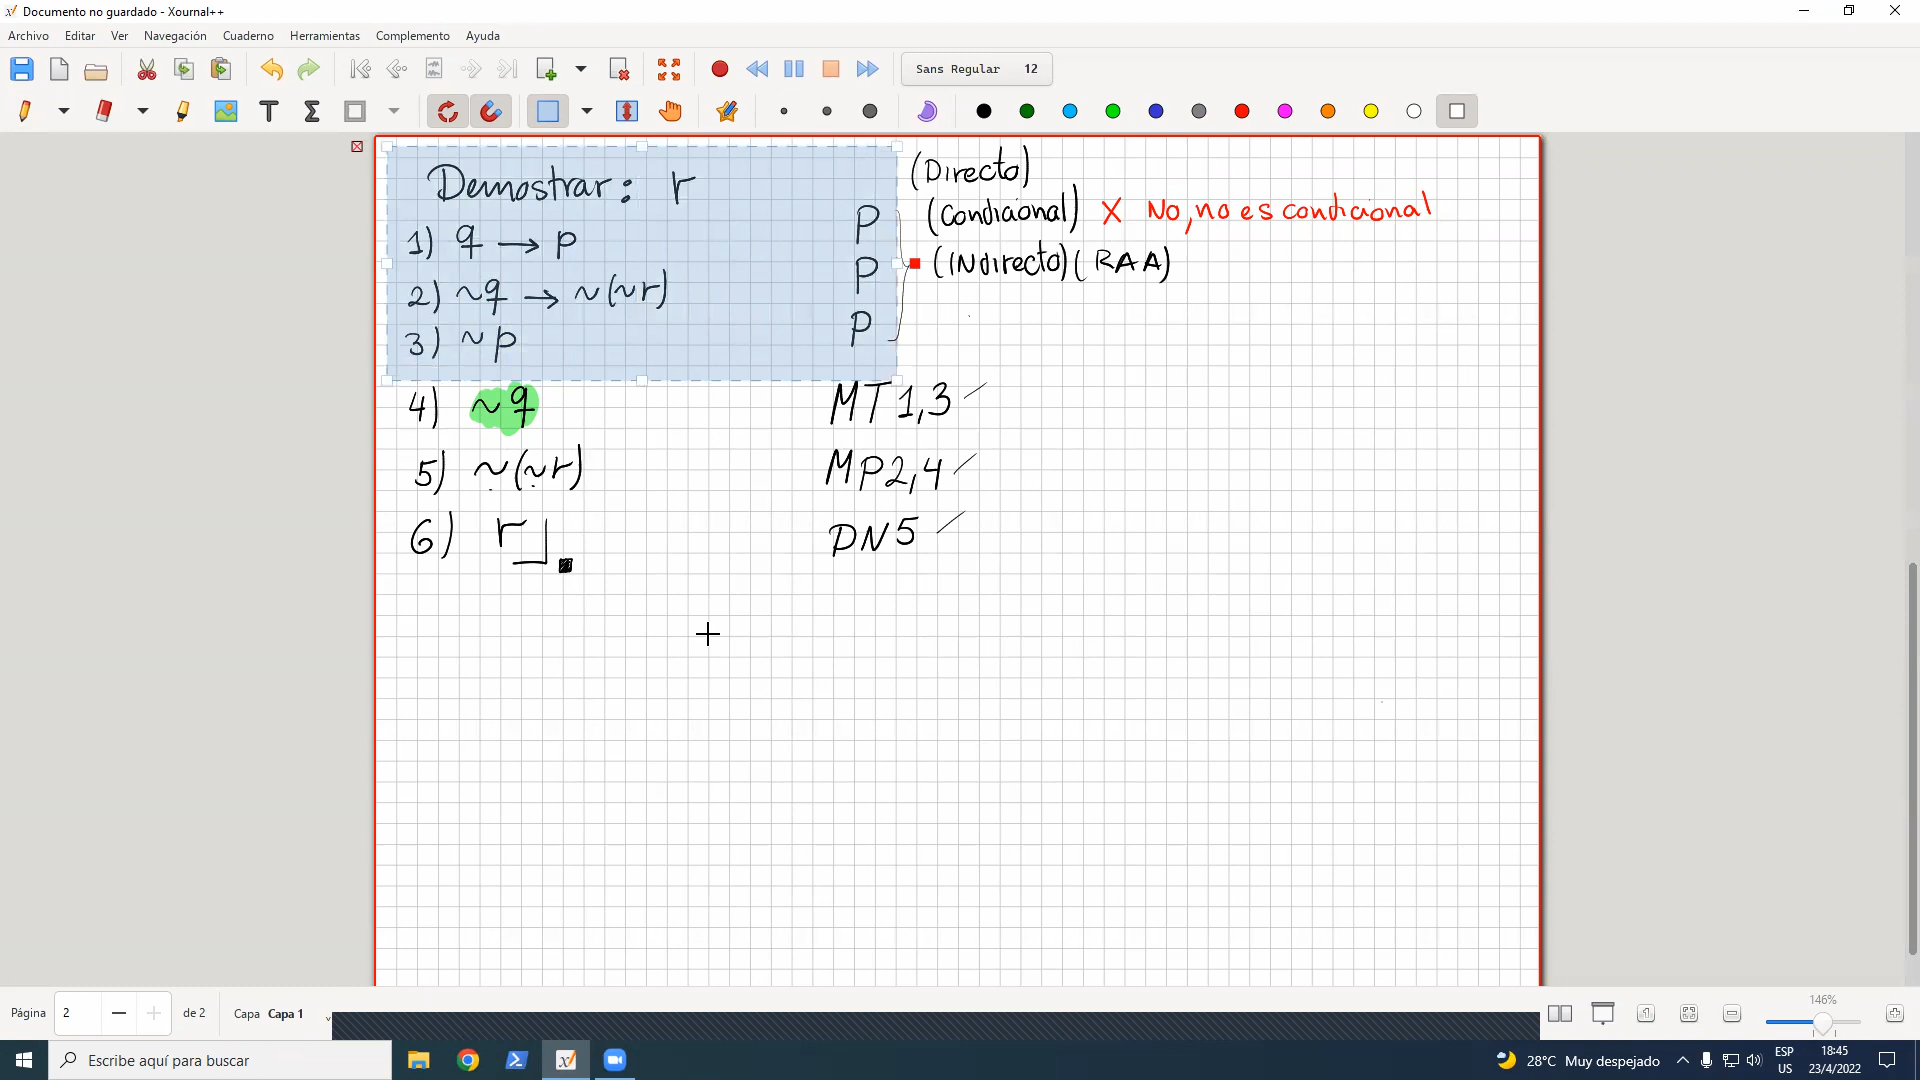 Documento no guardado - Xournal++
Archivo Editar Ver Navegación Cuaderno Herramientas Complemento Ayuda
Sans Regular 12
Demostrar: r
(Directo)
(Condicional) X No, no es condicional
(INdirecto) (RAA)
1) q → p P
2) ~q → ~(~r) P
3) ~p P
4) ~q MT 1,3
5) ~(~r) MP 2,4
6) r DN 5
Página 2 de 2 Capa Capa 1
146%
Escribe aquí para buscar
28°C Muy despejado
ESP
US
18:45
23/4/2022